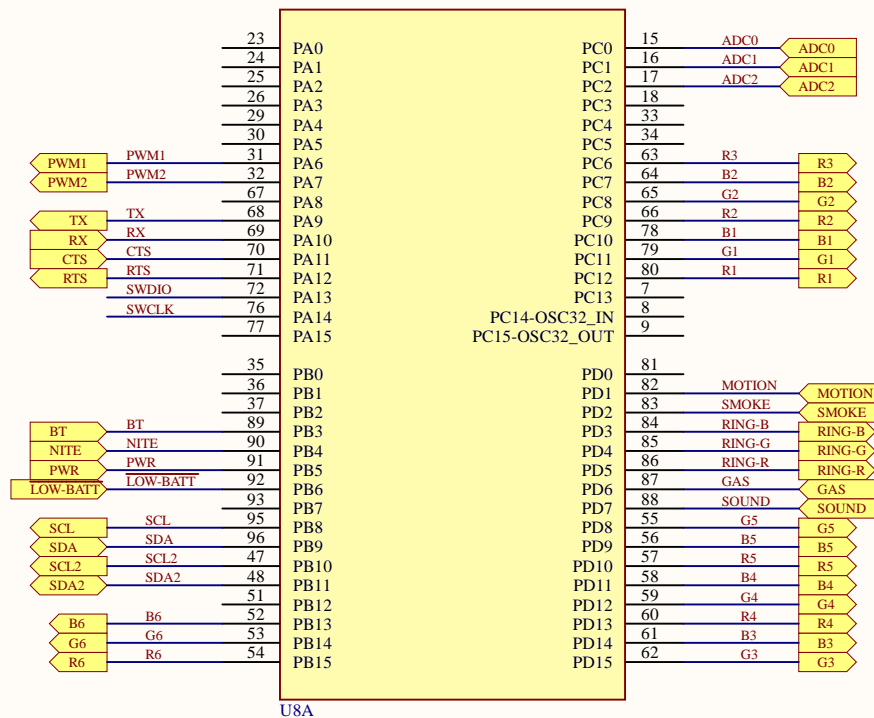 23 PA0 PC0 15 ADC0 ADC0
24 PA1 PC1 16 ADC1 ADC1
25 PA2 PC2 17 ADC2 ADC2
26 PA3 PC3 18
29 PA4 PC4 33
30 PA5 PC5 34
PWM1 PWM1 31 PA6 PC6 63 R3 R3
PWM2 PWM2 32 PA7 PC7 64 B2 B2
67 PA8 PC8 65 G2 G2
TX TX 68 PA9 PC9 66 R2 R2
RX RX 69 PA10 PC10 78 B1 B1
CTS CTS 70 PA11 PC11 79 G1 G1
RTS RTS 71 PA12 PC12 80 R1 R1
SWDIO 72 PA13 PC13 7
SWCLK 76 PA14 PC14-OSC32_IN 8
77 PA15 PC15-OSC32_OUT 9
35 PB0 PD0 81
36 PB1 PD1 82 MOTION MOTION
37 PB2 PD2 83 SMOKE SMOKE
BT BT 89 PB3 PD3 84 RING-B RING-B
NITE NITE 90 PB4 PD4 85 RING-G RING-G
PWR PWR 91 PB5 PD5 86 RING-R RING-R
LOW-BATT LOW-BATT 92 PB6 PD6 87 GAS GAS
93 PB7 PD7 88 SOUND SOUND
SCL SCL 95 PB8 PD8 55 G5 G5
SDA SDA 96 PB9 PD9 56 B5 B5
SCL2 SCL2 47 PB10 PD10 57 R5 R5
SDA2 SDA2 48 PB11 PD11 58 B4 B4
51 PB12 PD12 59 G4 G4
B6 B6 52 PB13 PD13 60 R4 R4
G6 G6 53 PB14 PD14 61 B3 B3
R6 R6 54 PB15 PD15 62 G3 G3
U8A